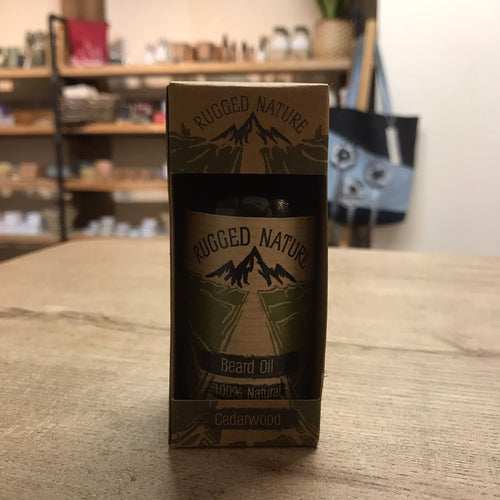 RUGGED NATURE
RUGGED NATURE
Beard Oil
100% Natural
Cedarwood